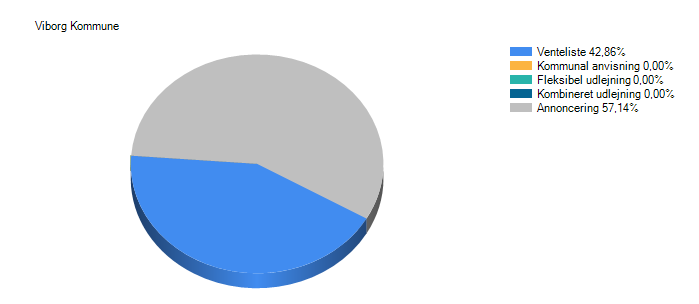 Viborg Kommune
Venteliste 42,86%
Kommunal anvisning 0,00%
Fleksibel udlejning 0,00%
Kombineret udlejning 0,00%
Annoncering 57,14%